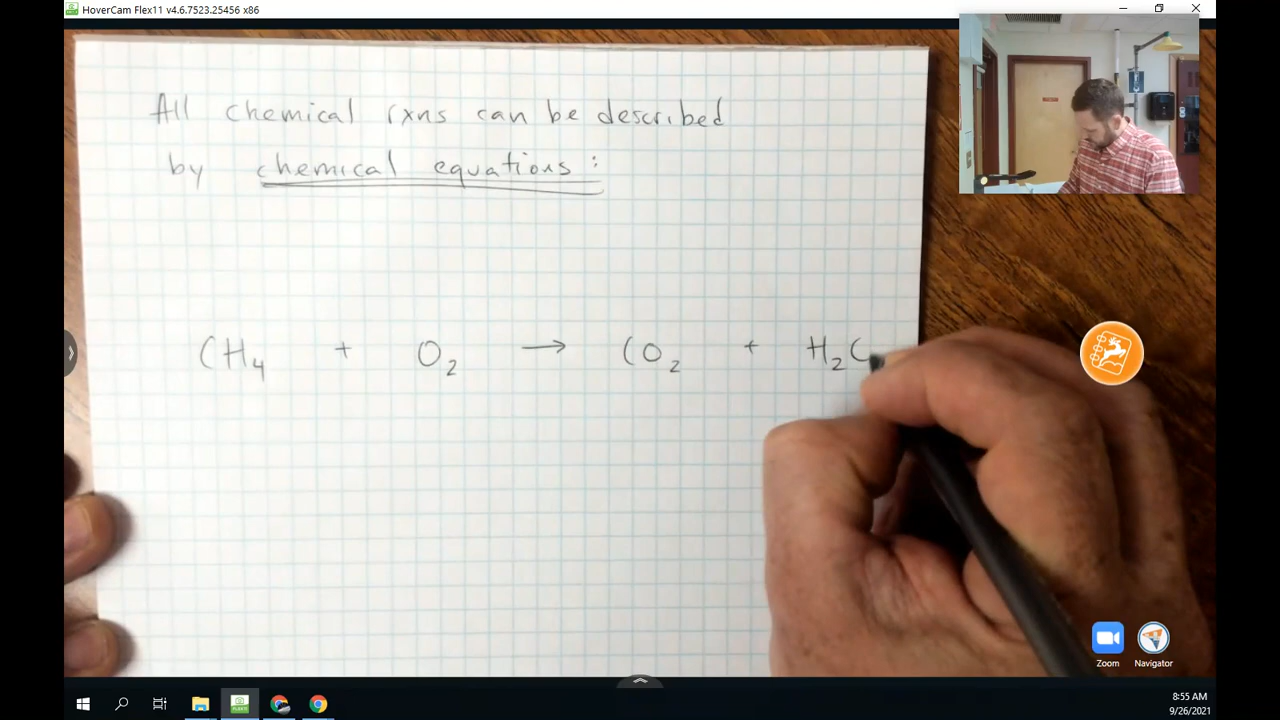 HoverCam Flex11 v4.6.7523.25456 x86
All chemical rxns can be described
by chemical equations:
CH₄ + O₂ → CO₂ + H₂C
Zoom Navigator
8:55 AM
9/26/2021